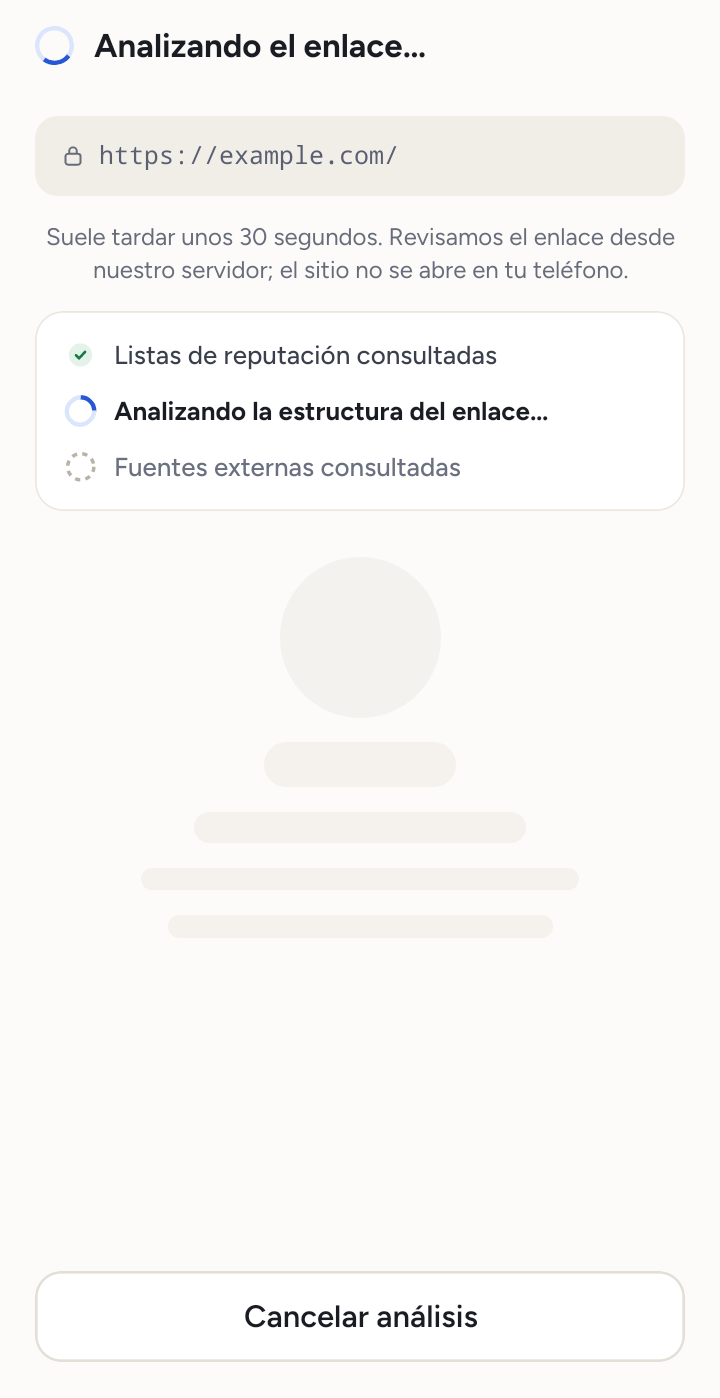 Analizando el enlace...
https://example.com/
Suele tardar unos 30 segundos. Revisamos el enlace desde
nuestro servidor; el sitio no se abre en tu teléfono.
Listas de reputación consultadas
Analizando la estructura del enlace...
Fuentes externas consultadas
Cancelar análisis